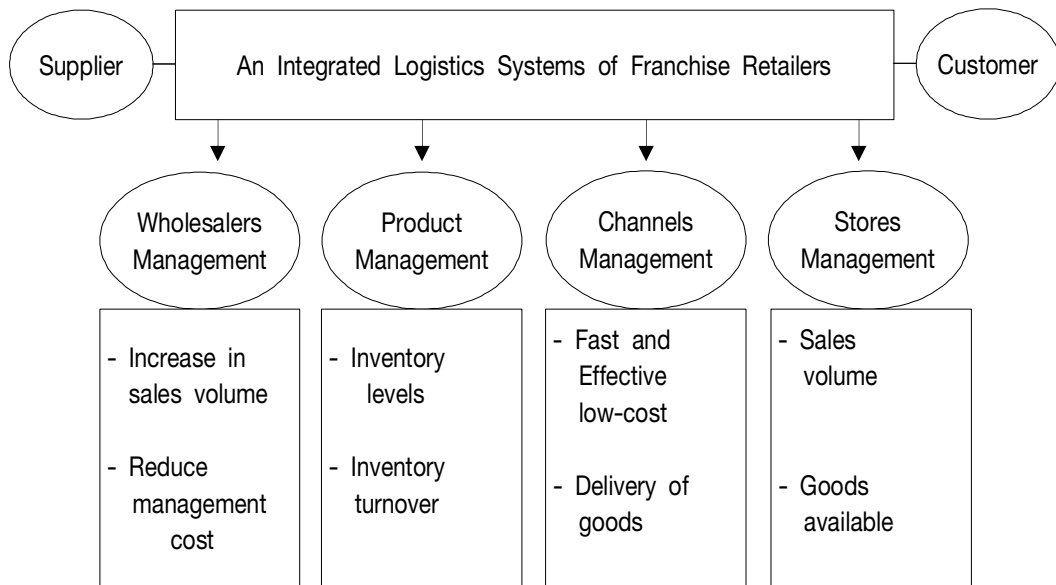 Supplier
An Integrated Logistics Systems of Franchise Retailers
Customer
Wholesalers
Management
Product
Management
Channels
Management
Stores
Management
- Increase in
sales volume
- Reduce
management
cost
- Inventory
levels
- Inventory
turnover
- Fast and
Effective
low-cost
- Delivery of
goods
- Sales
volume
- Goods
available